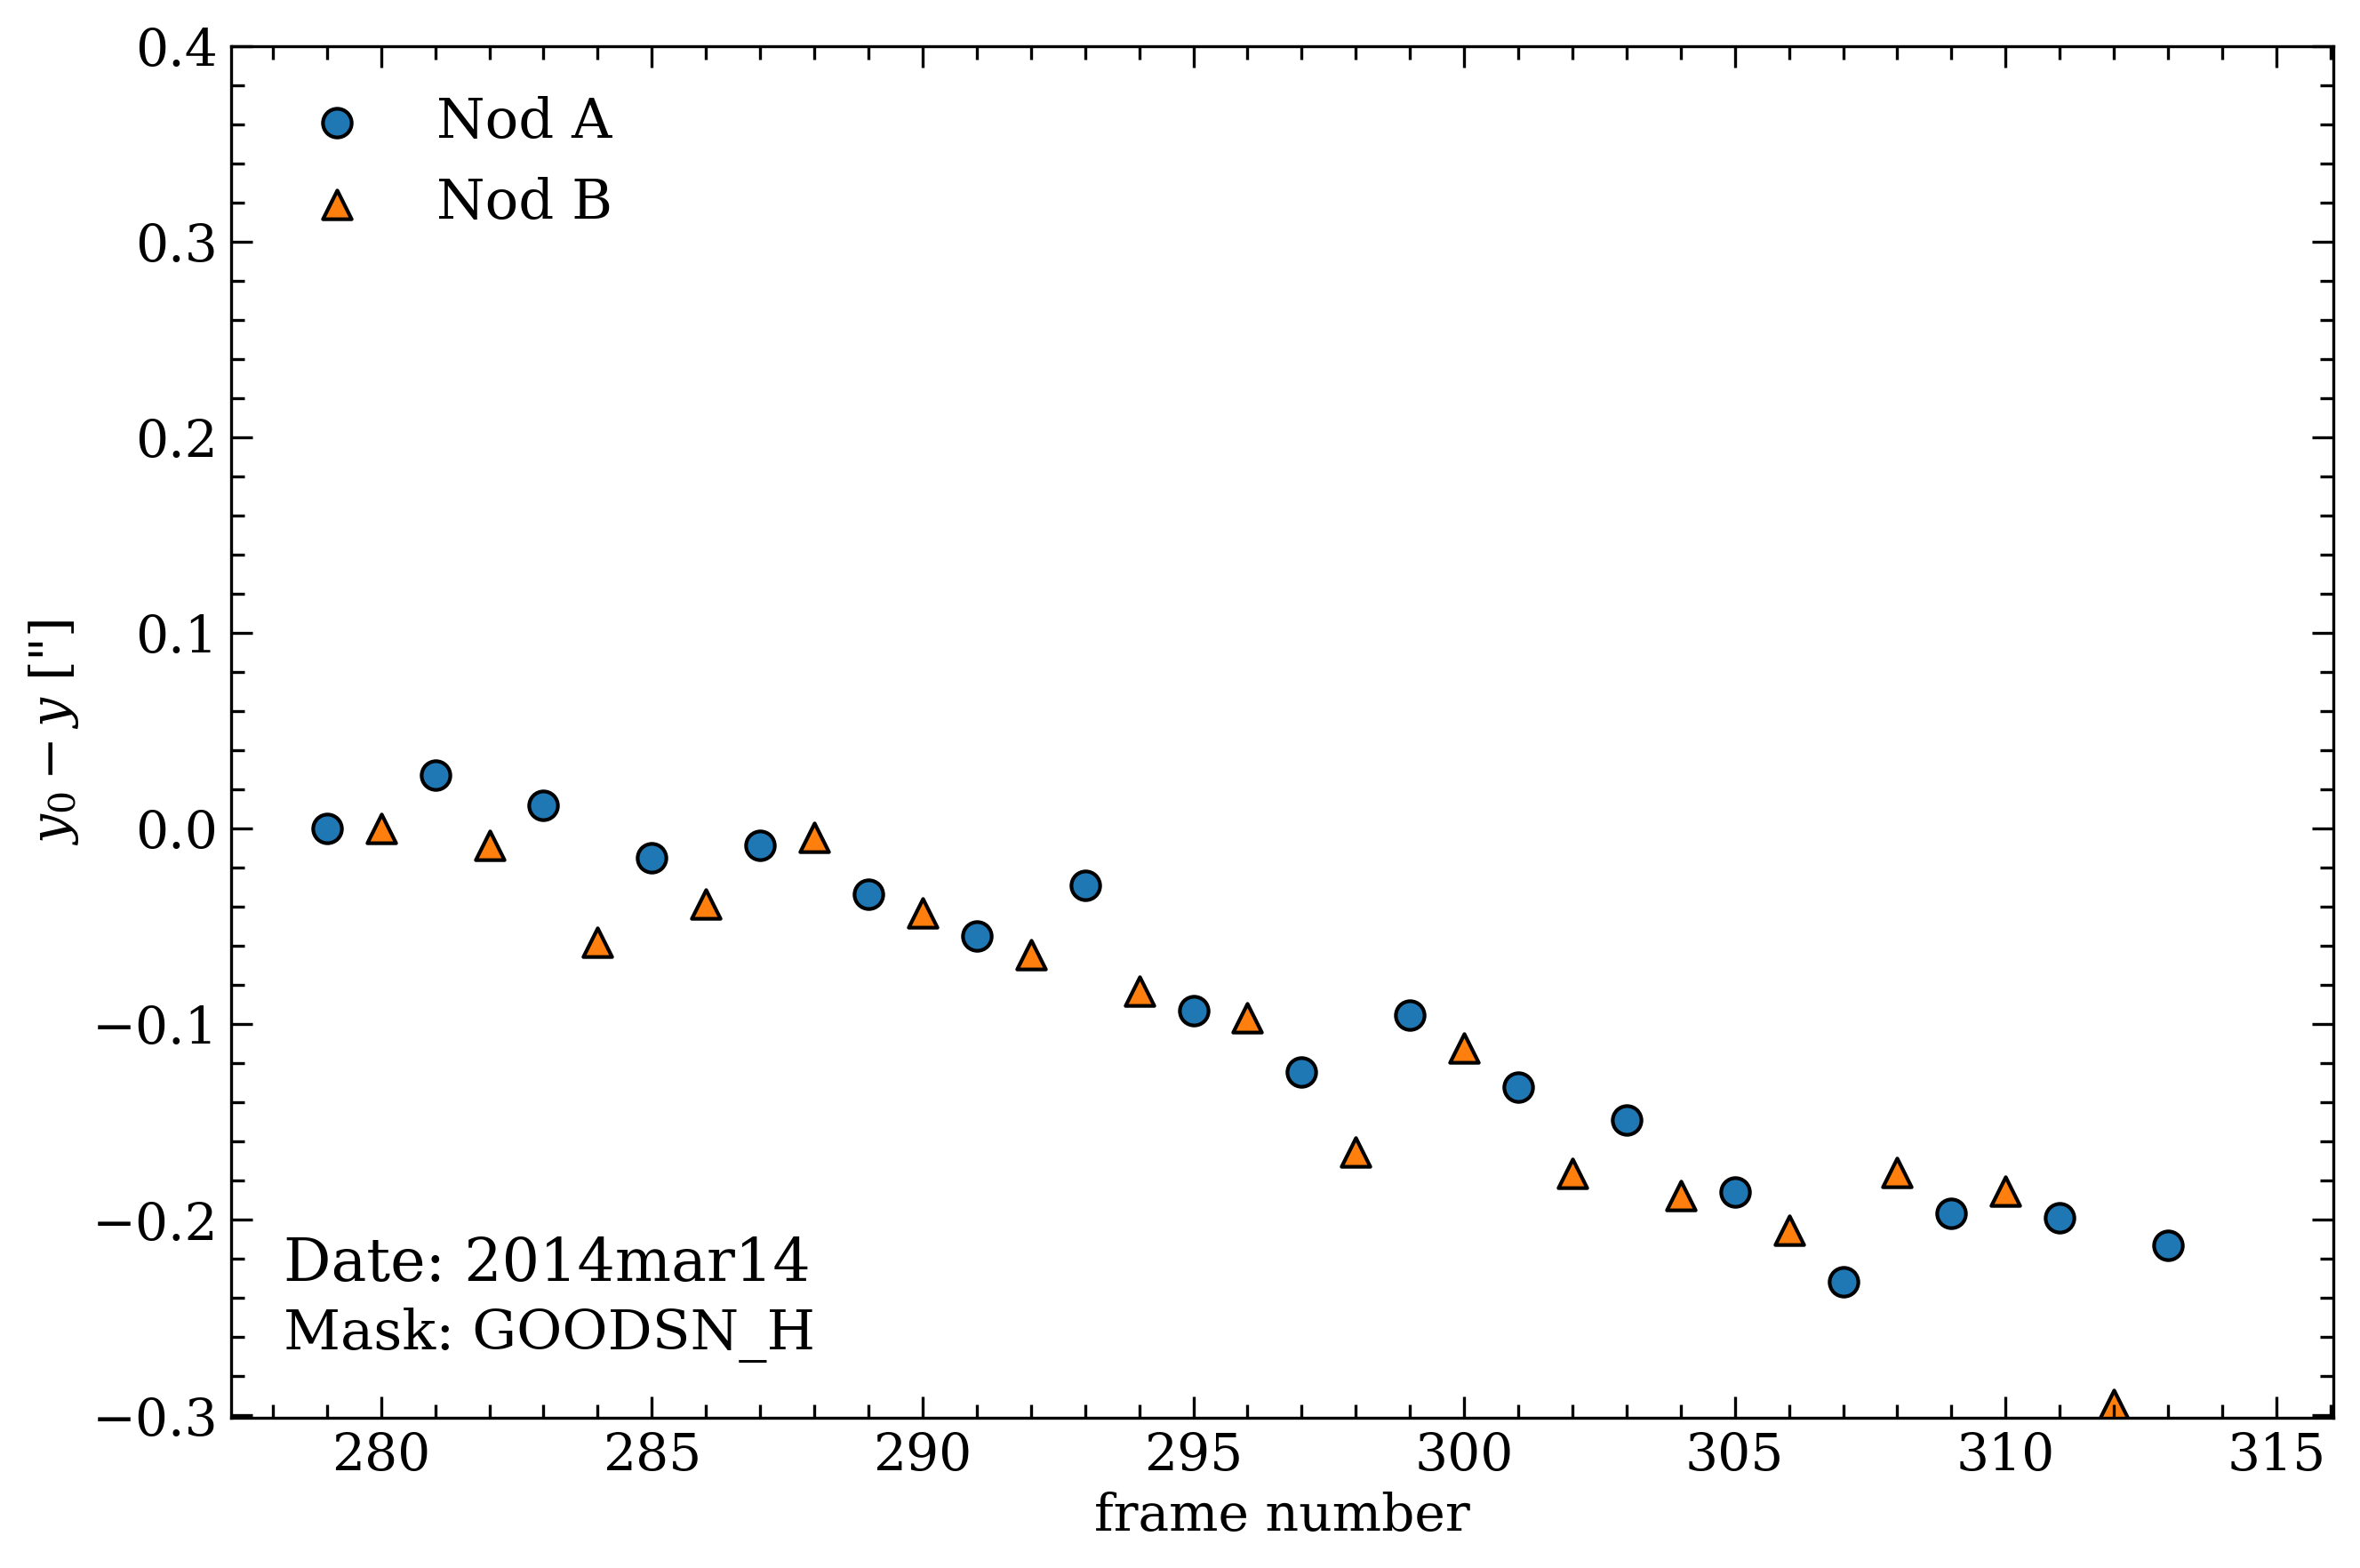 0.4
0.3
0.2
0.1
0.0
−0.1
−0.2
−0.3
y₀ − y ["]
Nod A
Nod B
Date: 2014mar14
Mask: GOODSN_H
280 285 290 295 300 305 310 315
frame number